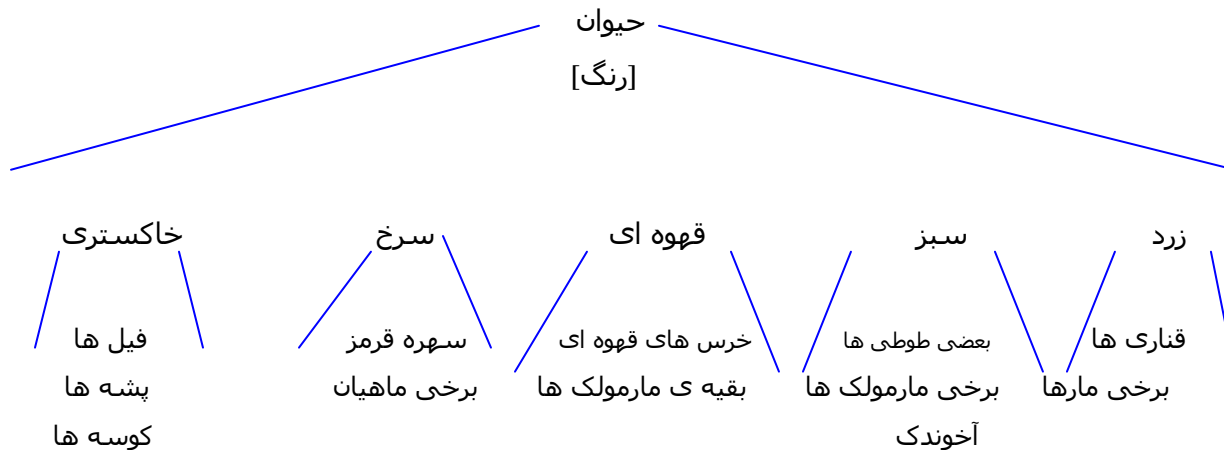 حیوان
[رنگ]
زرد
سبز
قهوه ای
سرخ
خاکستری
قناری ها
بعضی طوطی ها
خرس های قهوه ای
سهره قرمز
فیل ها
برخی مارها
برخی مارمولک ها
بقیه ی مارمولک ها
برخی ماهیان
پشه ها
آخوندک
کوسه ها